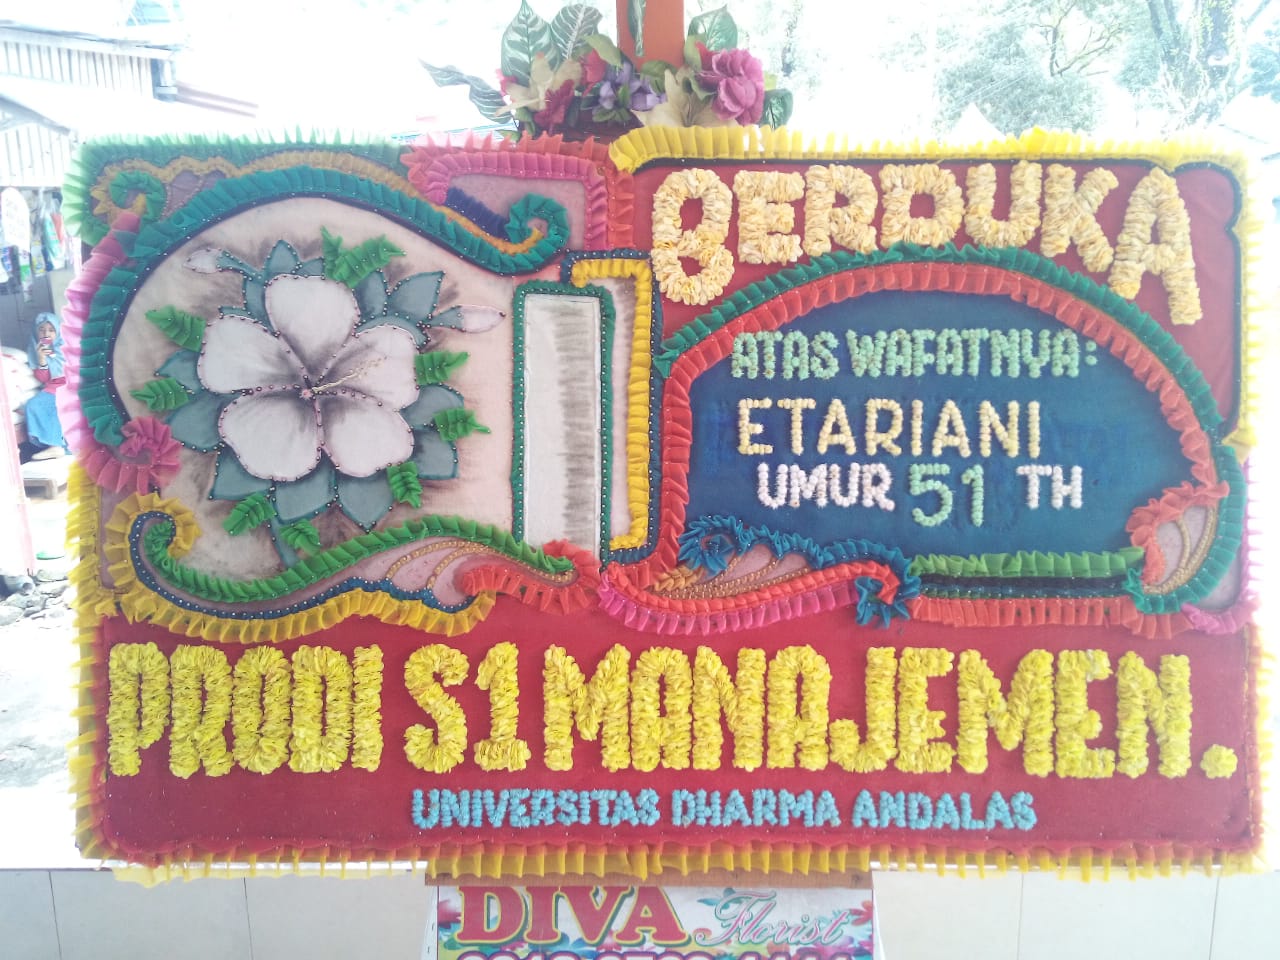 BERDUKA
ATAS WAFATNYA:
ETARIANI
UMUR 51 TH
PRODI S1 MANAJEMEN.
UNIVERSITAS DHARMA ANDALAS
DIVA Florist